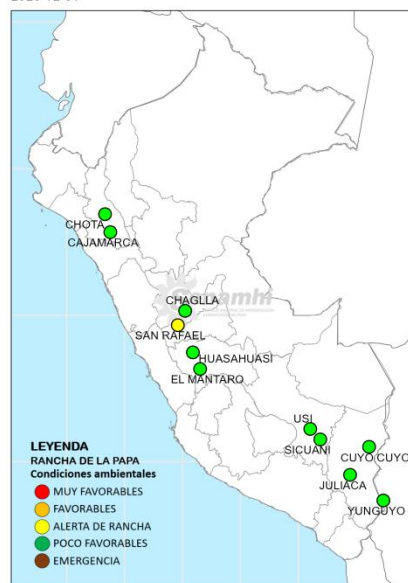 CHOTA
CAJAMARCA
Senamhi
CHAGLLA
SAN RAFAEL
HUASAHUASI
EL MANTARO
USI
SICUANI
CUYO CUYO
JULIACA
YUNGUYO
LEYENDA
RANCHA DE LA PAPA
Condiciones ambientales
MUY FAVORABLES
FAVORABLES
ALERTA DE RANCHA
POCO FAVORABLES
EMERGENCIA